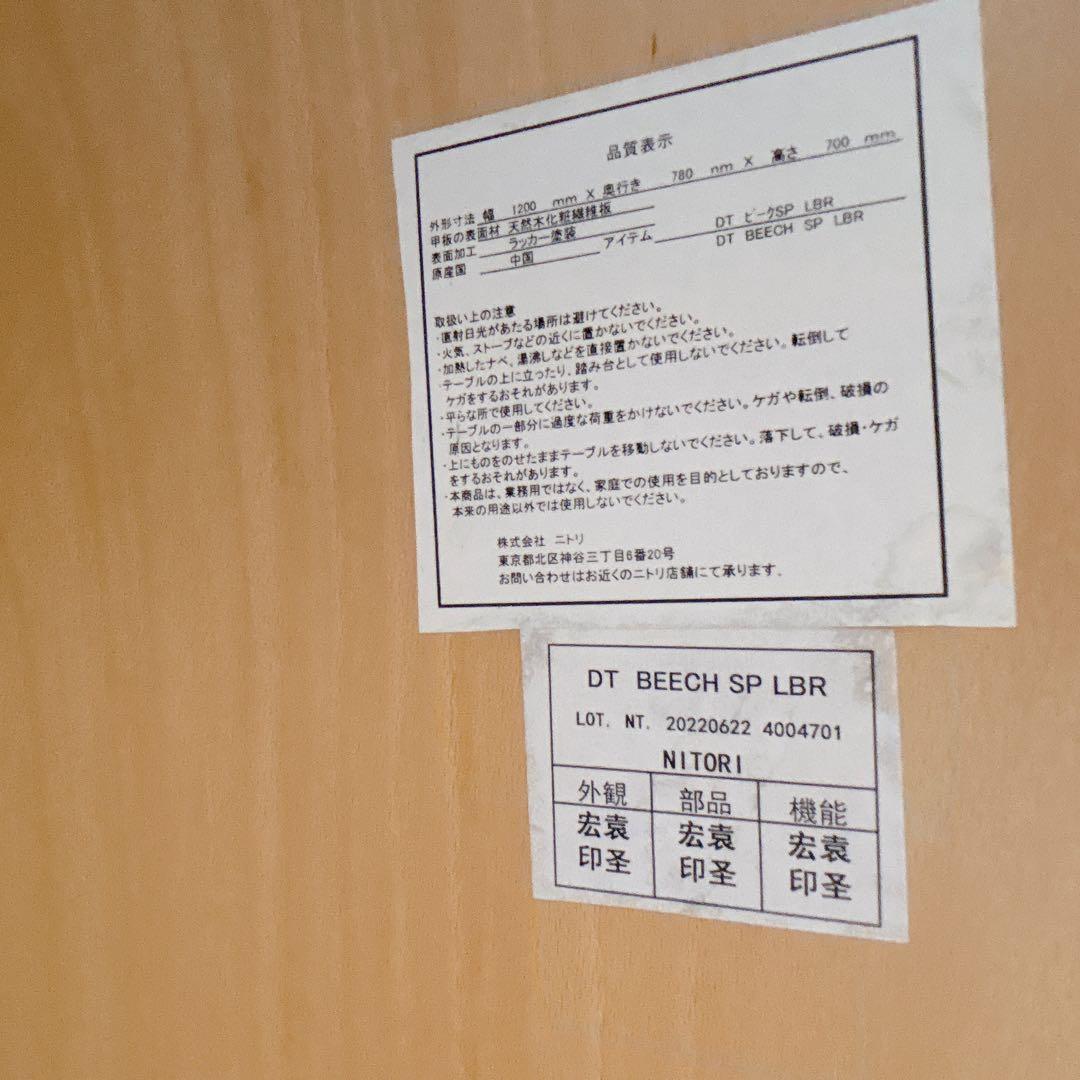 品質表示
外形寸法 幅 1200 mm X 奥行き 780 nm X 高さ 700 mm
甲板の表面材 天然木化粧繊維板
表面加工 ラッカー塗装 アイテム DT ビーグSP LBR
原産国 中国 DT BEECH SP LBR
取扱い上の注意
・直射日光があたる場所は避けてください。
・火気、ストーブなどの近くに置かないでください。
・加熱したナベ、湯沸しなどを直接置かないでください。
・テーブルの上に立ったり、踏み台として使用しないでください。転倒して
ケガをするおそれがあります。
・平らな所で使用してください。
・テーブルの一部分に過度な荷重をかけないでください。ケガや転倒、破損の
原因となります。
・上にものをのせたままテーブルを移動しないでください。落下して、破損・ケガ
をするおそれがあります。
・本商品は、業務用ではなく、家庭での使用を目的としておりますので、
本来の用途以外では使用しないでください。
株式会社 ニトリ
東京都北区神谷三丁目6番20号
お問い合わせはお近くのニトリ店舗にて承ります.
DT BEECH SP LBR
LOT. NT. 20220622 4004701
NITORI
外観 部品 機能
宏袁 宏袁 宏袁
印圣 印圣 印圣